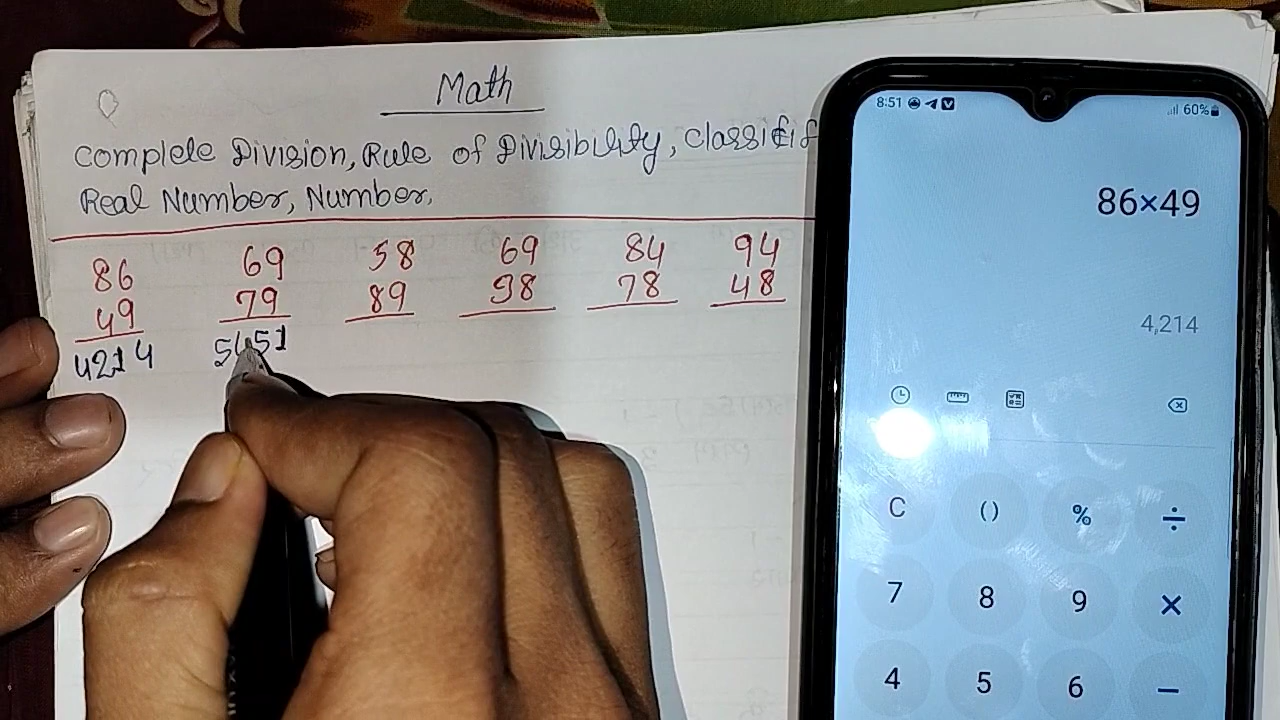 Math
Complete Division, Rule of Divisibility, Classifif
Real Number, Number.
86 69 58 69 84 94
49 79 89 98 78 48
4214 5451
8:51 60%
86×49
4,214
C () % ÷
7 8 9 ×
4 5 6 −